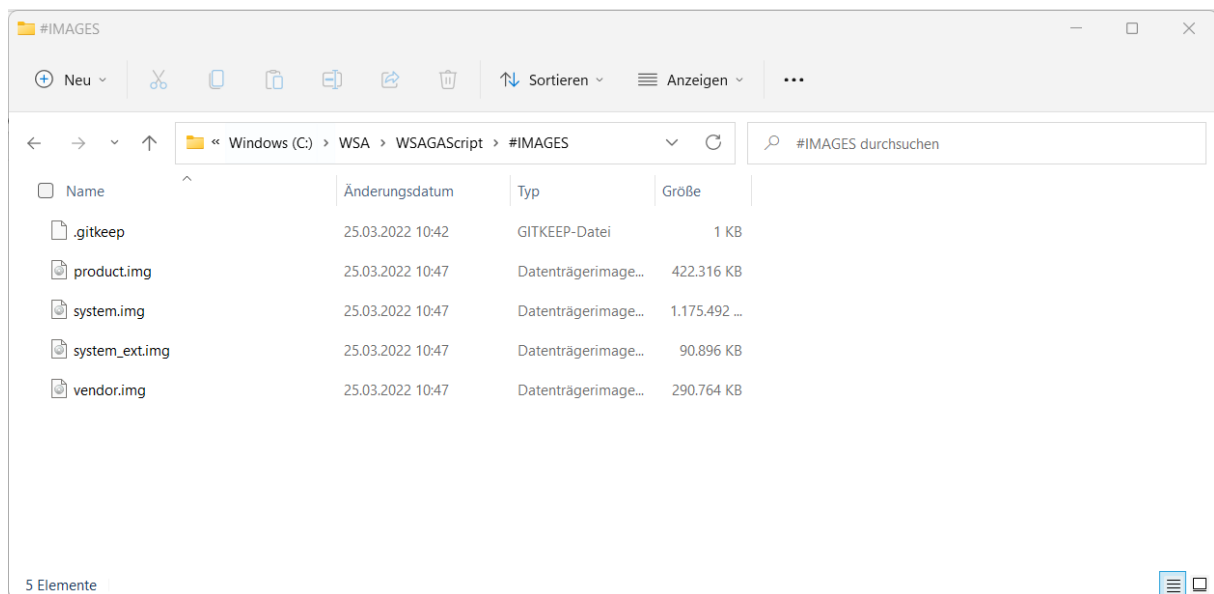 #IMAGES
Neu Sortieren Anzeigen •••
« Windows (C:) > WSA > WSAGAScript > #IMAGES #IMAGES durchsuchen
Name Änderungsdatum Typ Größe
.gitkeep 25.03.2022 10:42 GITKEEP-Datei 1 KB
product.img 25.03.2022 10:47 Datenträgerimage... 422.316 KB
system.img 25.03.2022 10:47 Datenträgerimage... 1.175.492 ...
system_ext.img 25.03.2022 10:47 Datenträgerimage... 90.896 KB
vendor.img 25.03.2022 10:47 Datenträgerimage... 290.764 KB
5 Elemente